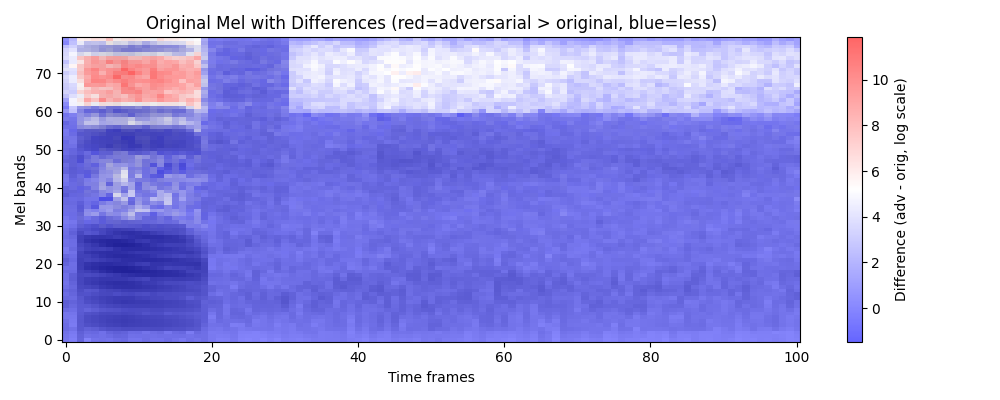 Original Mel with Differences (red=adversarial > original, blue=less)
Mel bands
70
60
50
40
30
20
10
0
0 20 40 60 80 100
Time frames
10
8
6
4
2
0
Difference (adv - orig, log scale)